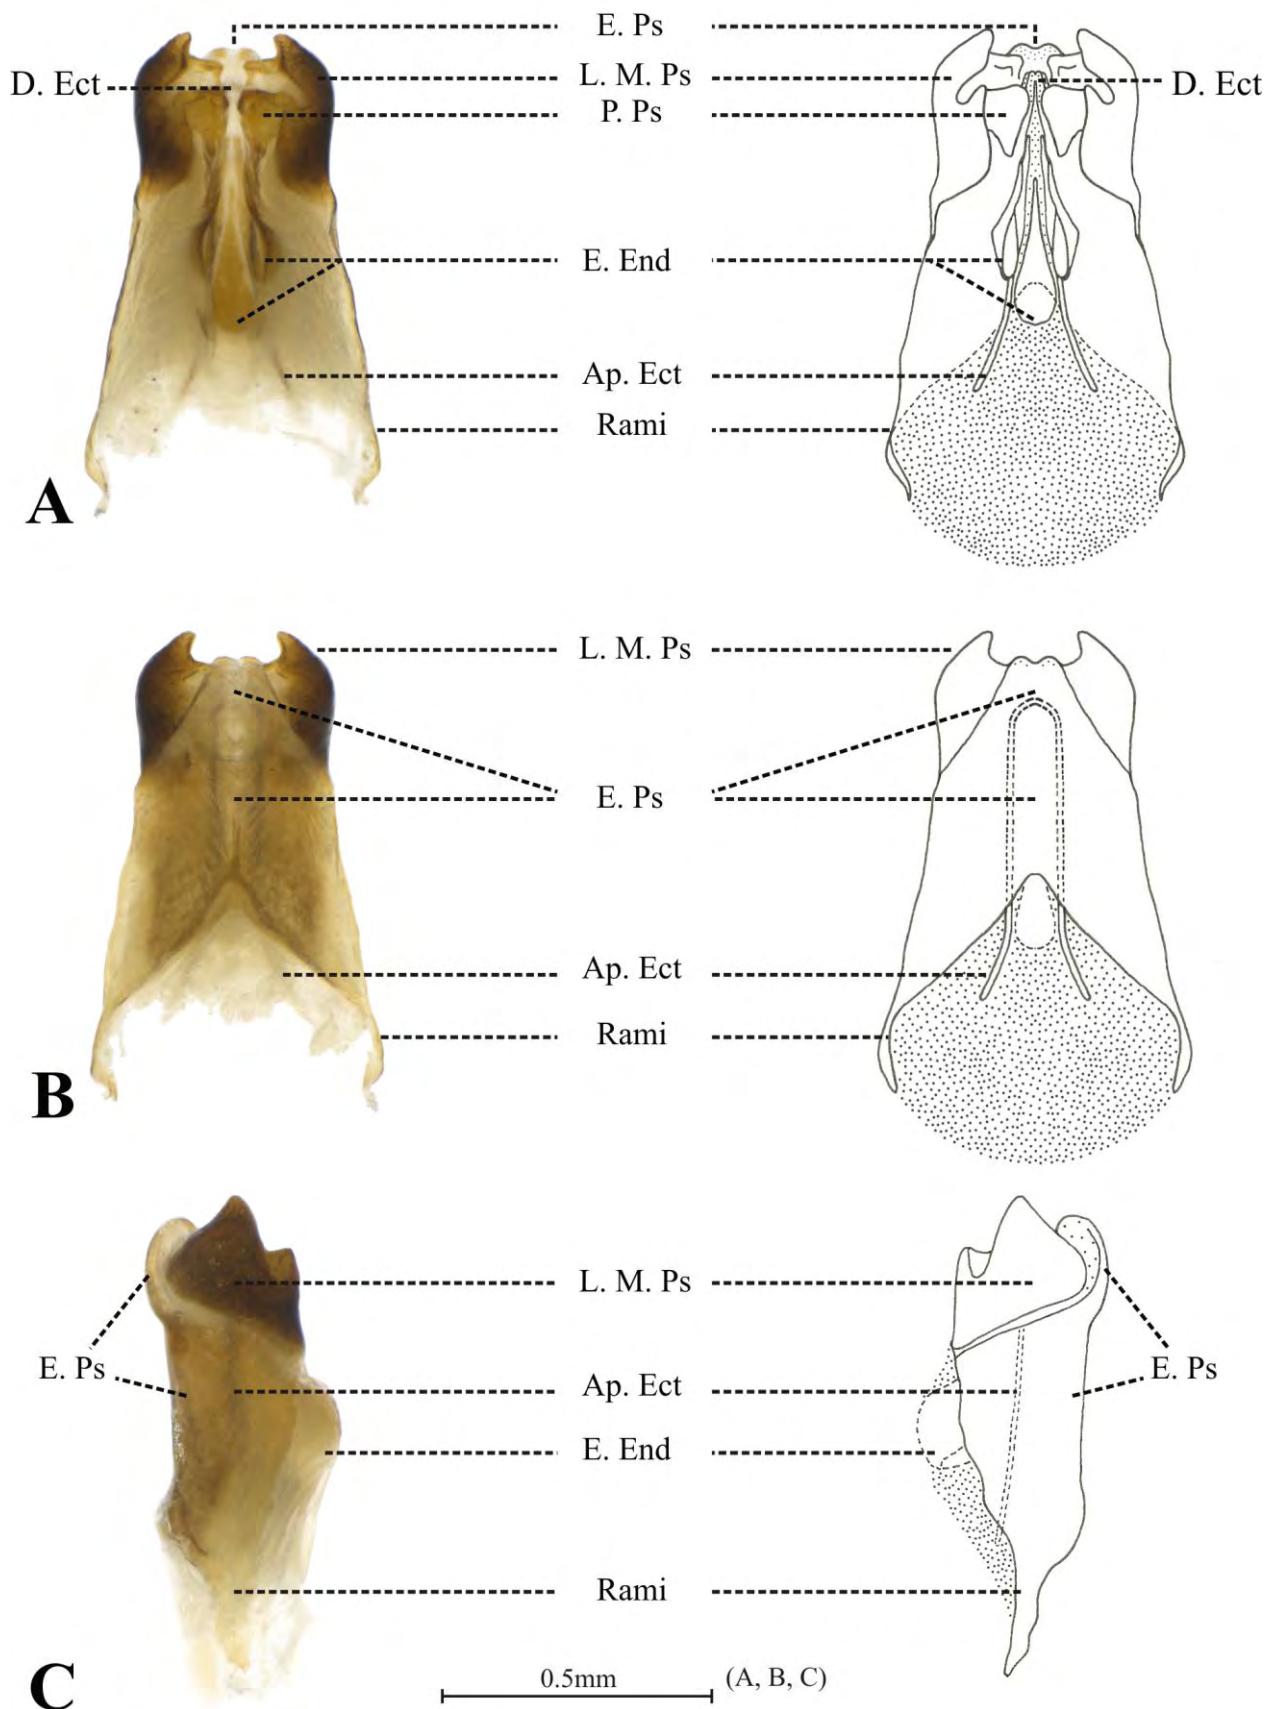 E. Ps
D. Ect
L. M. Ps
D. Ect
P. Ps
E. End
Ap. Ect
Rami
A
L. M. Ps
E. Ps
Ap. Ect
Rami
B
L. M. Ps
E. Ps
Ap. Ect
E. Ps
E. End
Rami
C
0.5mm
(A, B, C)